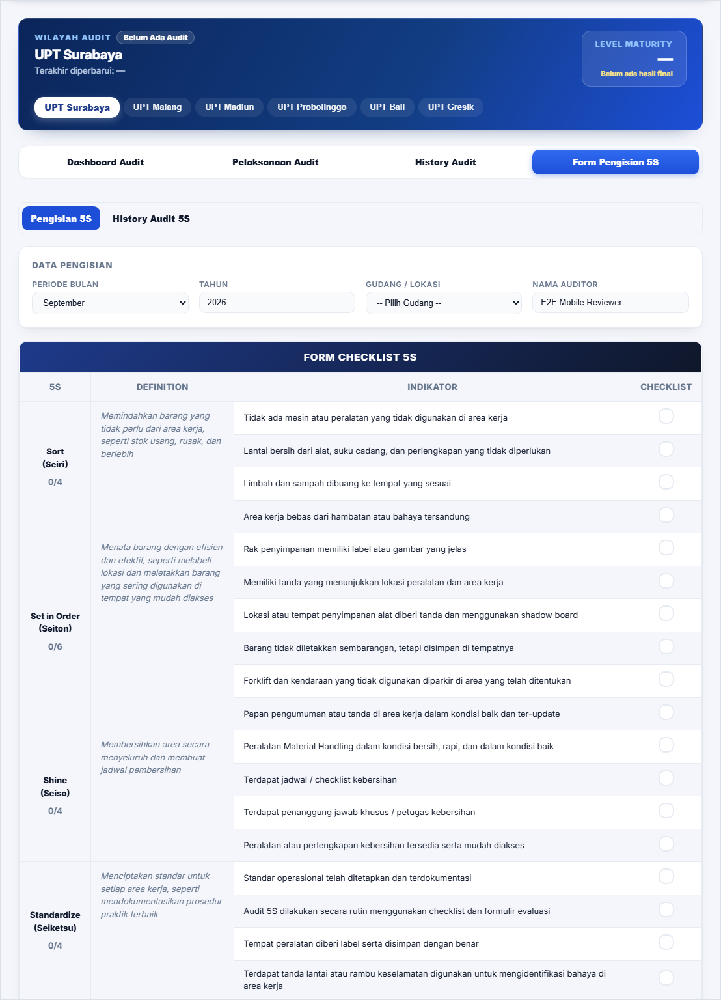 WILAYAH AUDIT
Belum Ada Audit
UPT Surabaya
Terakhir diperbarui: —
LEVEL MATURITY
—
Belum ada hasil final
UPT Surabaya
UPT Malang
UPT Madiun
UPT Probolinggo
UPT Bali
UPT Gresik
Dashboard Audit
Pelaksanaan Audit
History Audit
Form Pengisian 5S
Pengisian 5S
History Audit 5S
DATA PENGISIAN
PERIODE BULAN
TAHUN
GUDANG / LOKASI
NAMA AUDITOR
September
2026
-- Pilih Gudang --
E2E Mobile Reviewer
FORM CHECKLIST 5S
5S
DEFINITION
INDIKATOR
CHECKLIST
Sort
(Seiri)
0/4
Memindahkan barang yang
tidak perlu dari area kerja,
seperti stok usang, rusak, dan
berlebih
Tidak ada mesin atau peralatan yang tidak digunakan di area kerja
Lantai bersih dari alat, suku cadang, dan perlengkapan yang tidak diperlukan
Limbah dan sampah dibuang ke tempat yang sesuai
Area kerja bebas dari hambatan atau bahaya tersandung
Set in Order
(Seiton)
0/6
Menata barang dengan efisien
dan efektif, seperti melabeli
lokasi dan meletakkan barang
yang sering digunakan di
tempat yang mudah diakses
Rak penyimpanan memiliki label atau gambar yang jelas
Memiliki tanda yang menunjukkan lokasi peralatan dan area kerja
Lokasi atau tempat penyimpanan alat diberi tanda dan menggunakan shadow board
Barang tidak diletakkan sembarangan, tetapi disimpan di tempatnya
Forklift dan kendaraan yang tidak digunakan diparkir di area yang telah ditentukan
Papan pengumuman atau tanda di area kerja dalam kondisi baik dan ter-update
Shine
(Seiso)
0/4
Membersihkan area secara
menyeluruh dan membuat
jadwal pembersihan
Peralatan Material Handling dalam kondisi bersih, rapi, dan dalam kondisi baik
Terdapat jadwal / checklist kebersihan
Terdapat penanggung jawab khusus / petugas kebersihan
Peralatan atau perlengkapan kebersihan tersedia serta mudah diakses
Standardize
(Seiketsu)
0/4
Menciptakan standar untuk
setiap area kerja, seperti
mendokumentasikan prosedur
praktik terbaik
Standar operasional telah ditetapkan dan terdokumentasi
Audit 5S dilakukan secara rutin menggunakan checklist dan formulir evaluasi
Tempat peralatan diberi label serta disimpan dengan benar
Terdapat tanda lantai atau rambu keselamatan digunakan untuk mengidentifikasi bahaya di
area kerja